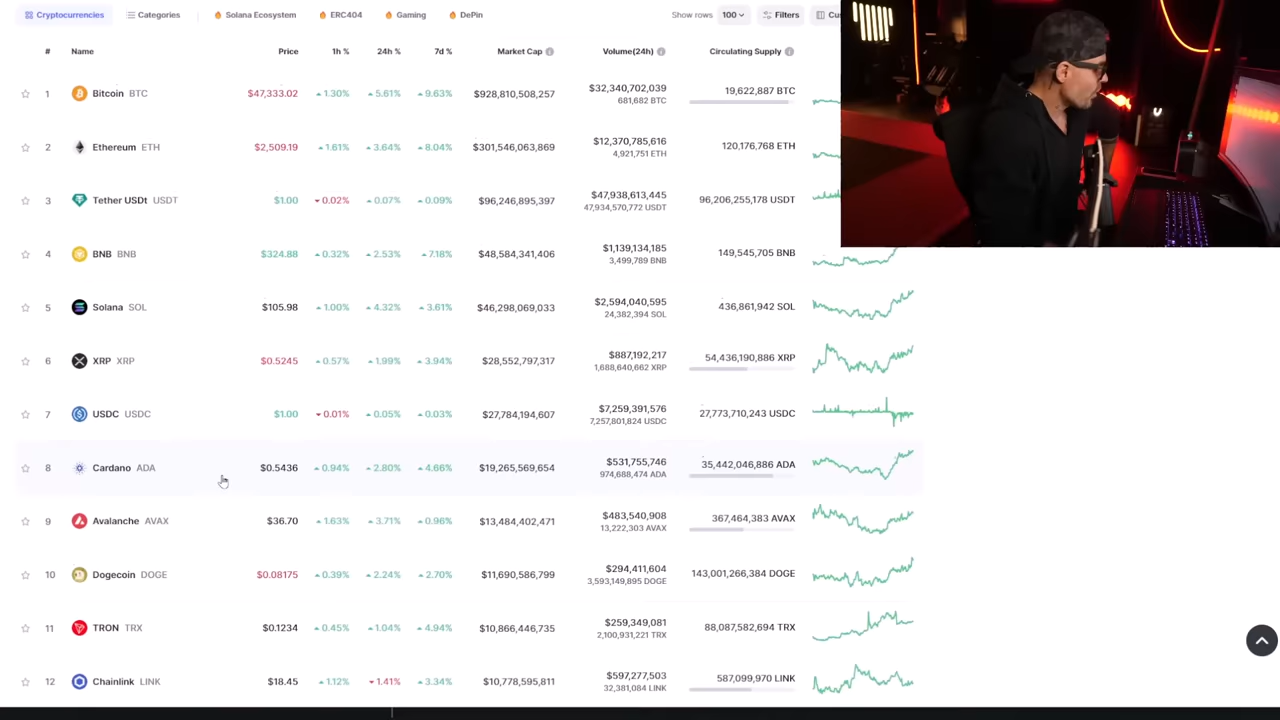 Cryptocurrencies Categories Solana Ecosystem ERC404 Gaming DePin Show rows 100 Filters
# Name Price 1h % 24h % 7d % Market Cap Volume(24h) Circulating Supply
1 Bitcoin BTC $47,333.02 1.30% 5.61% 9.63% $928,810,508,257 $32,340,702,039 19,622,887 BTC
681,682 BTC
2 Ethereum ETH $2,509.19 1.61% 3.64% 8.04% $301,546,063,869 $12,370,785,616 120,176,768 ETH
4,921,751 ETH
3 Tether USDt USDT $1.00 0.02% 0.07% 0.09% $96,246,895,397 $47,938,613,445 96,206,255,178 USDT
47,934,570,772 USDT
4 BNB BNB $324.88 0.32% 2.53% 7.18% $48,584,341,406 $1,139,134,185 149,545,705 BNB
3,499,789 BNB
5 Solana SOL $105.98 1.00% 4.32% 3.61% $46,298,069,033 $2,594,040,595 436,861,942 SOL
24,382,394 SOL
6 XRP XRP $0.5245 0.57% 1.99% 3.94% $28,552,797,317 $887,192,217 54,436,190,886 XRP
1,688,640,662 XRP
7 USDC USDC $1.00 0.01% 0.05% 0.03% $27,784,194,607 $7,259,391,576 27,773,710,243 USDC
7,257,801,824 USDC
8 Cardano ADA $0.5436 0.94% 2.80% 4.66% $19,265,569,654 $531,755,746 35,442,046,886 ADA
974,688,474 ADA
9 Avalanche AVAX $36.70 1.63% 3.71% 0.96% $13,484,402,471 $483,540,908 367,464,383 AVAX
13,222,303 AVAX
10 Dogecoin DOGE $0.08175 0.39% 2.24% 2.70% $11,690,586,799 $294,411,604 143,001,266,384 DOGE
3,593,149,895 DOGE
11 TRON TRX $0.1234 0.45% 1.04% 4.94% $10,866,446,735 $259,349,081 88,087,582,694 TRX
2,100,931,221 TRX
12 Chainlink LINK $18.45 1.12% 1.41% 3.34% $10,778,595,811 $597,277,503 587,099,970 LINK
32,381,084 LINK